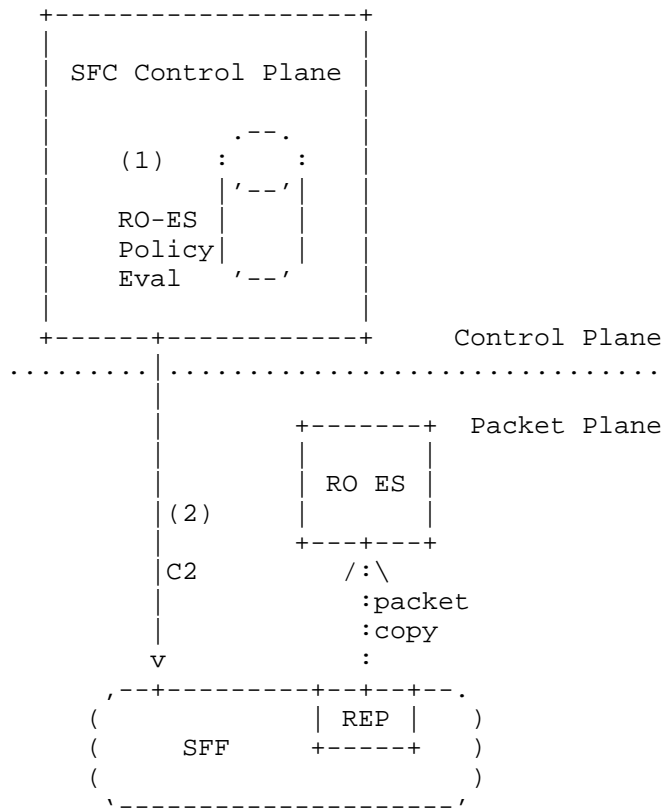 SFC Control Plane
(1)
RO-ES
Policy
Eval
Control Plane
Packet Plane
RO ES
(2)
C2
packet
copy
v
REP
SFF